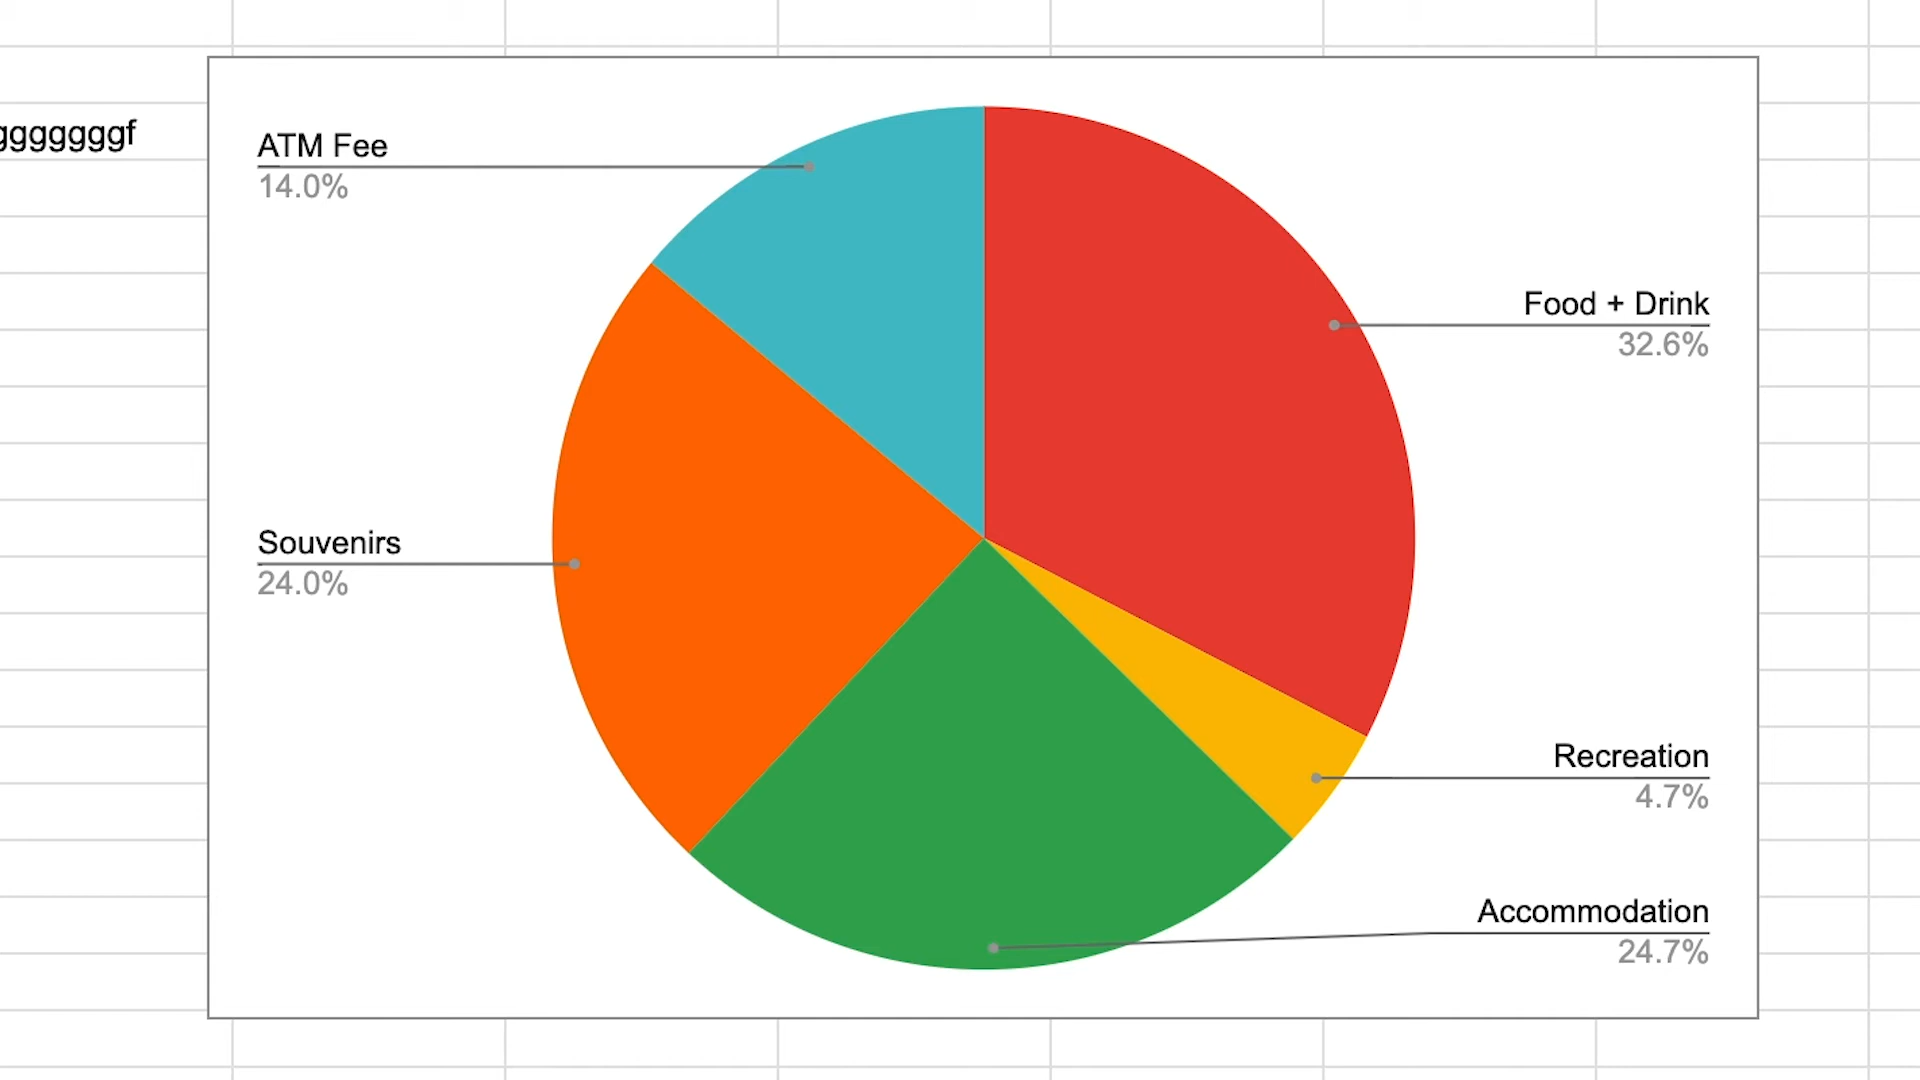 gggggggf
ATM Fee
14.0%
Food + Drink
32.6%
Souvenirs
24.0%
Recreation
4.7%
Accommodation
24.7%